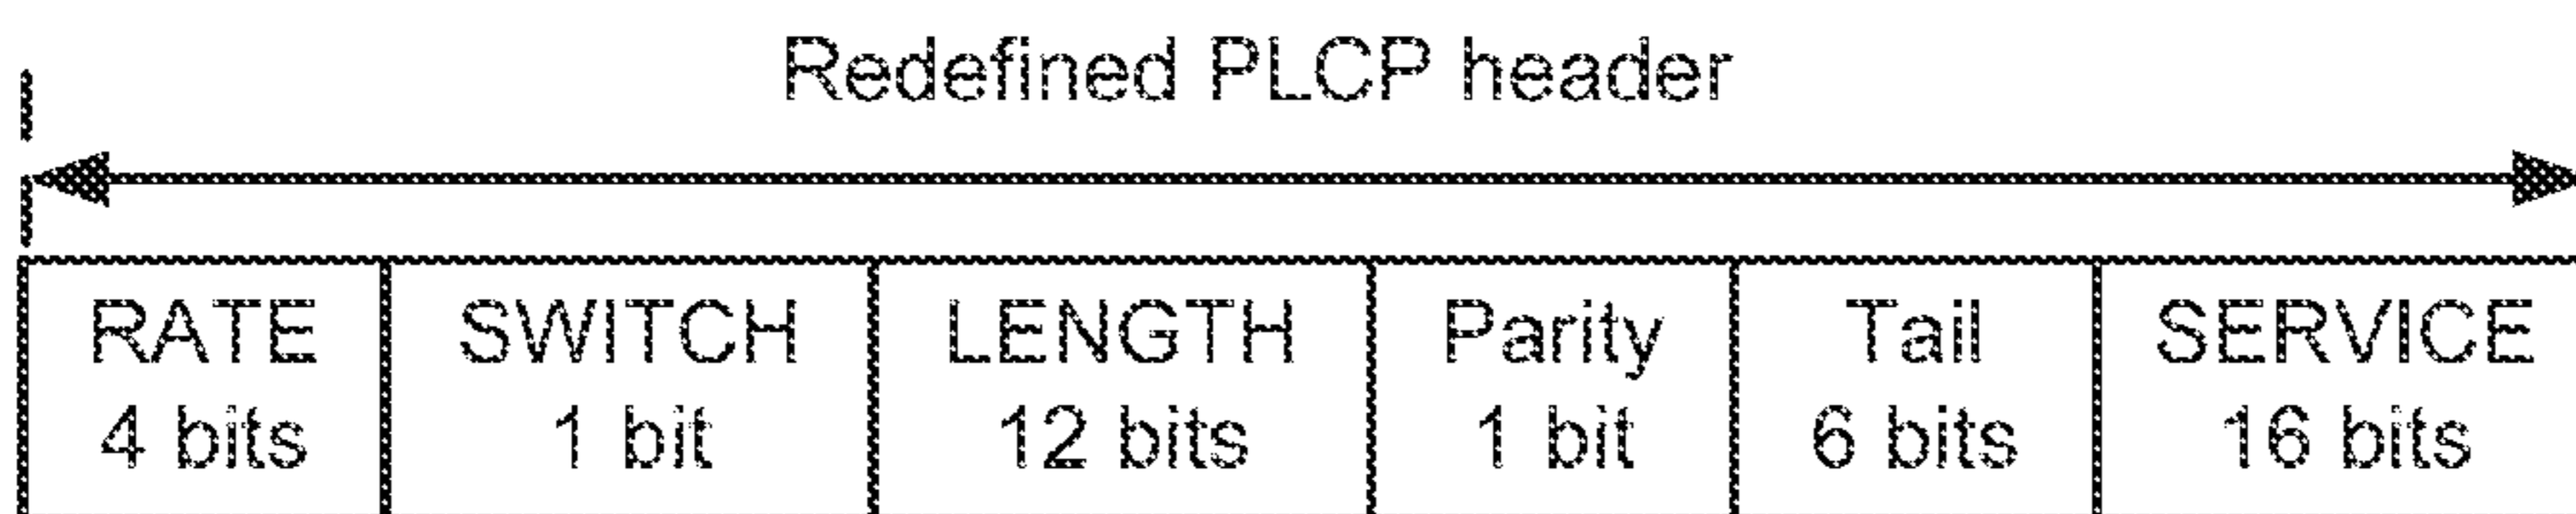 Redefined PLCP header
RATE SWITCH LENGTH Parity Tail SERVICE
4 bits 1 bit 12 bits 1 bit 6 bits 16 bits